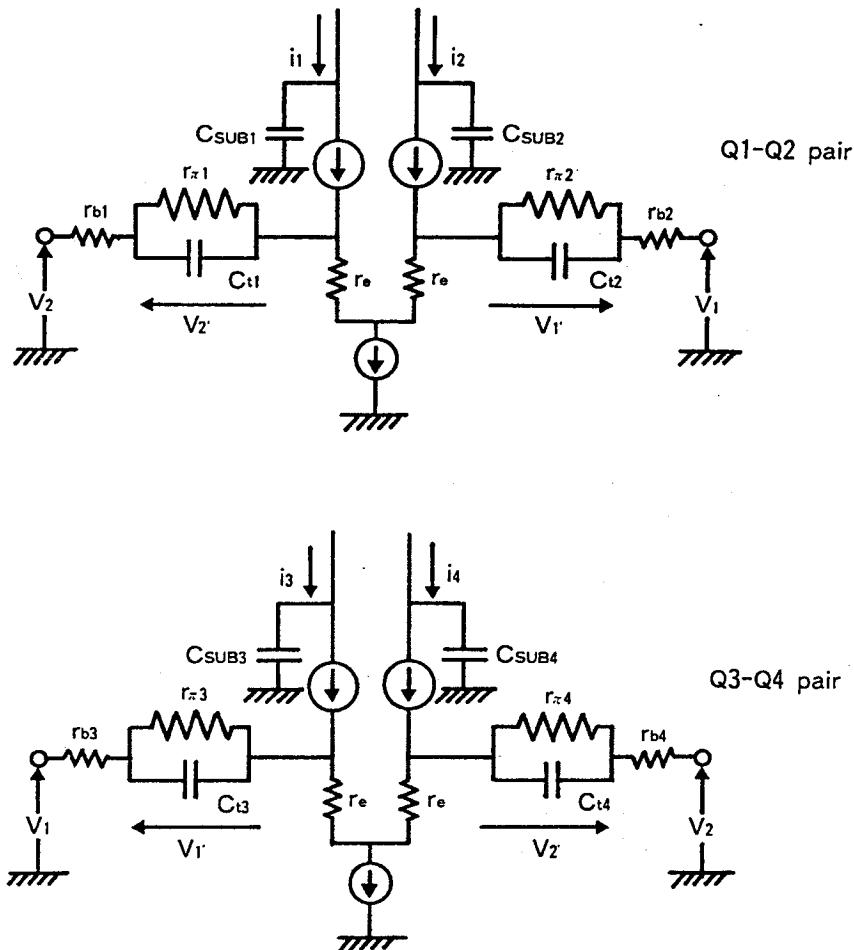 i1 i2
CSUB1 CSUB2
Q1-Q2 pair
rπ1 rπ2
rb1 rb2
Ct1 re re Ct2
V2 V2' V1' V1
i3 i4
CSUB3 CSUB4
Q3-Q4 pair
rπ3 rπ4
rb3 rb4
Ct3 re re Ct4
V1 V1' V2' V2